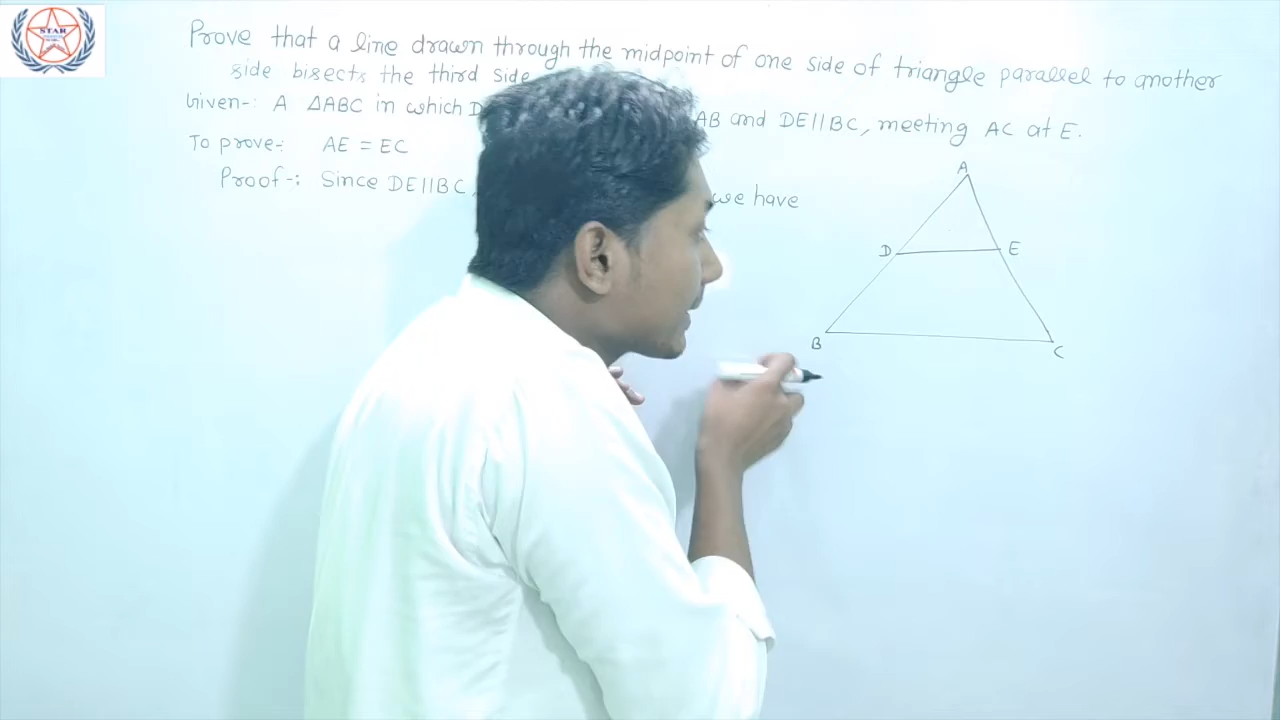 STAR
Prove that a line drawn through the midpoint of one side of triangle parallel to another
side bisects the third side
Given-: A △ABC in which D AB and DE||BC, meeting AC at E.
To prove-: AE = EC
Proof-: Since DE||BC, we have
A
D E
B C